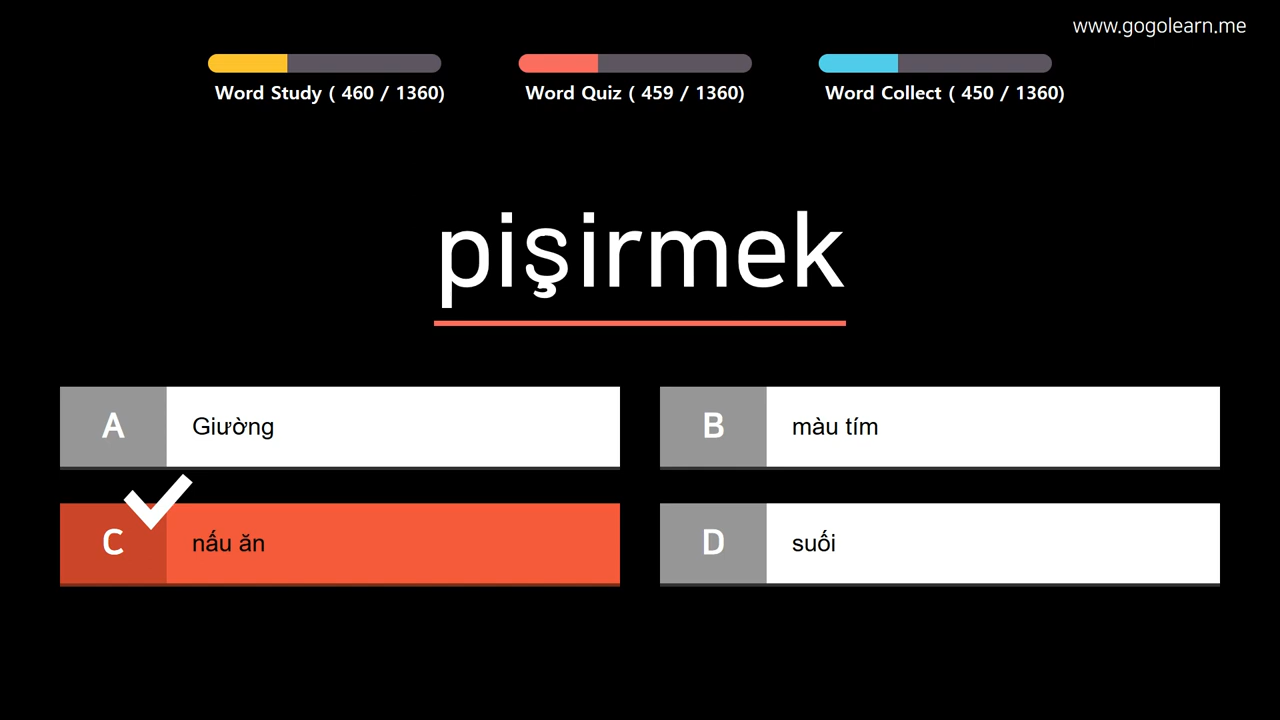 www.gogolearn.me
Word Study ( 460 / 1360)
Word Quiz ( 459 / 1360)
Word Collect ( 450 / 1360)
pişirmek
A Giường
B màu tím
C nấu ăn
D suối